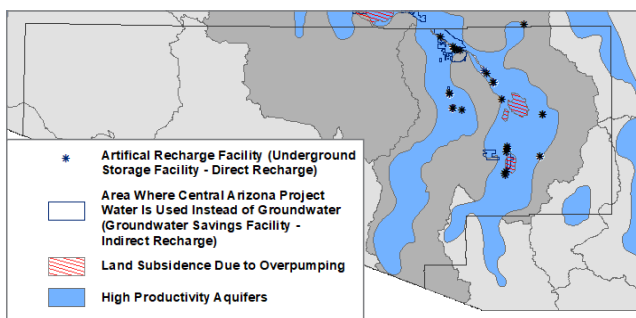 Artifical Recharge Facility (Underground
Storage Facility - Direct Recharge)
Area Where Central Arizona Project
Water Is Used Instead of Groundwater
(Groundwater Savings Facility -
Indirect Recharge)
Land Subsidence Due to Overpumping
High Productivity Aquifers